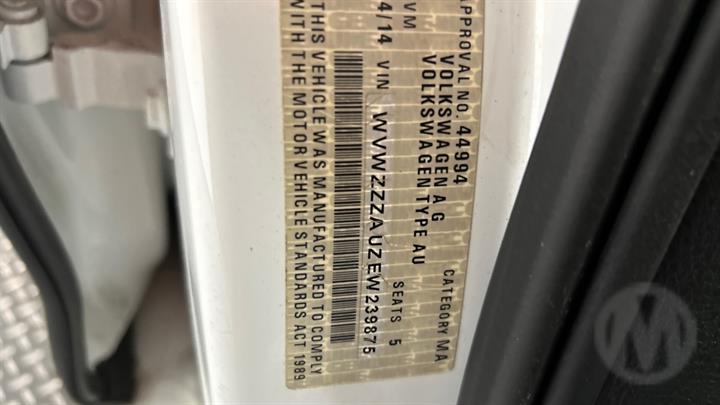 APPROVAL NO. 44994 CATEGORY MA
VOLKSWAGEN A G
VOLKSWAGEN TYPE AU
VM SEATS 5
4/14 VIN WVWZZZAUZEW239875
THIS VEHICLE WAS MANUFACTURED TO COMPLY
WITH THE MOTOR VEHICLE STANDARDS ACT 1989
M